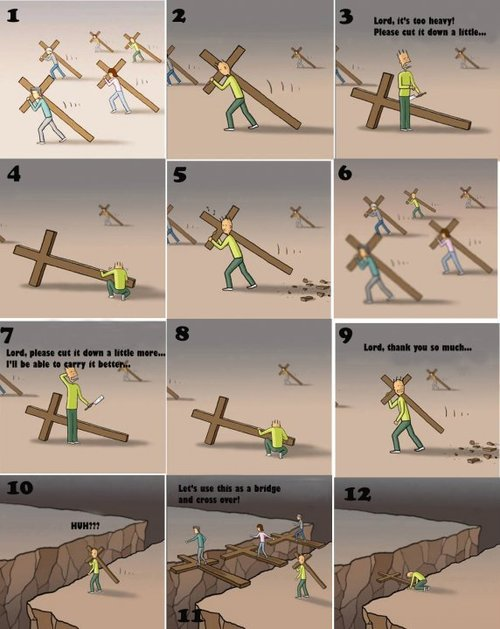 1
2
3
Lord, it's too heavy!
Please cut it down a little...
4
5
6
7
Lord, please cut it down a little more...
I'll be able to carry it better...
8
9
Lord, thank you so much...
10
HUH???
Let's use this as a bridge
and cross over!
11
12